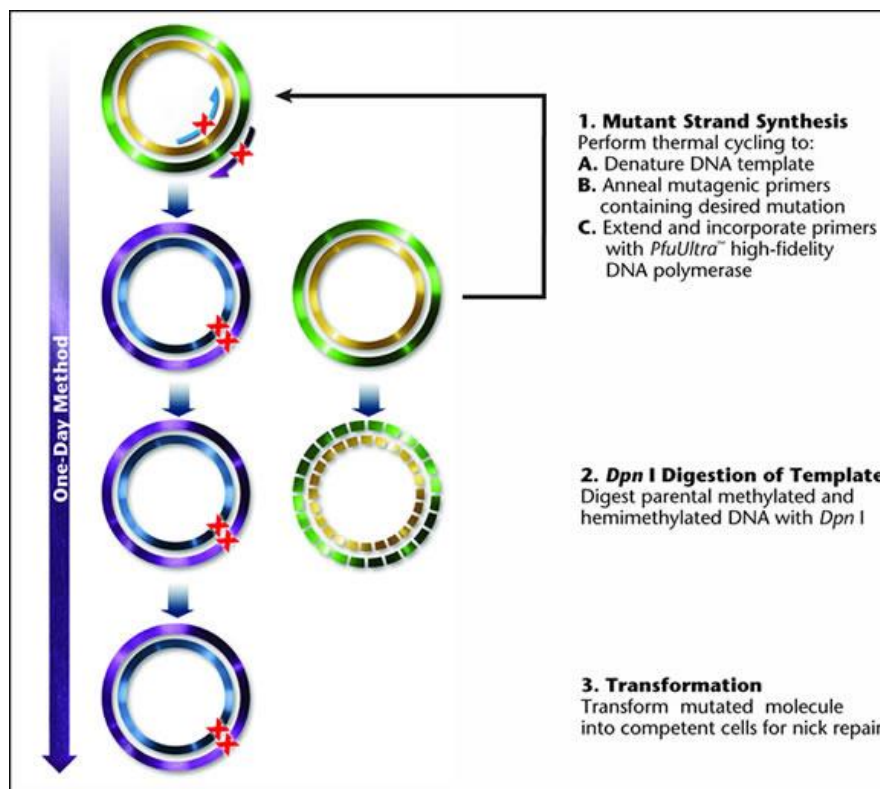 One-Day Method
1. Mutant Strand Synthesis
Perform thermal cycling to:
A. Denature DNA template
B. Anneal mutagenic primers
containing desired mutation
C. Extend and incorporate primers
with PfuUltra™ high-fidelity
DNA polymerase
2. Dpn I Digestion of Template
Digest parental methylated and
hemimethylated DNA with Dpn I
3. Transformation
Transform mutated molecule
into competent cells for nick repair